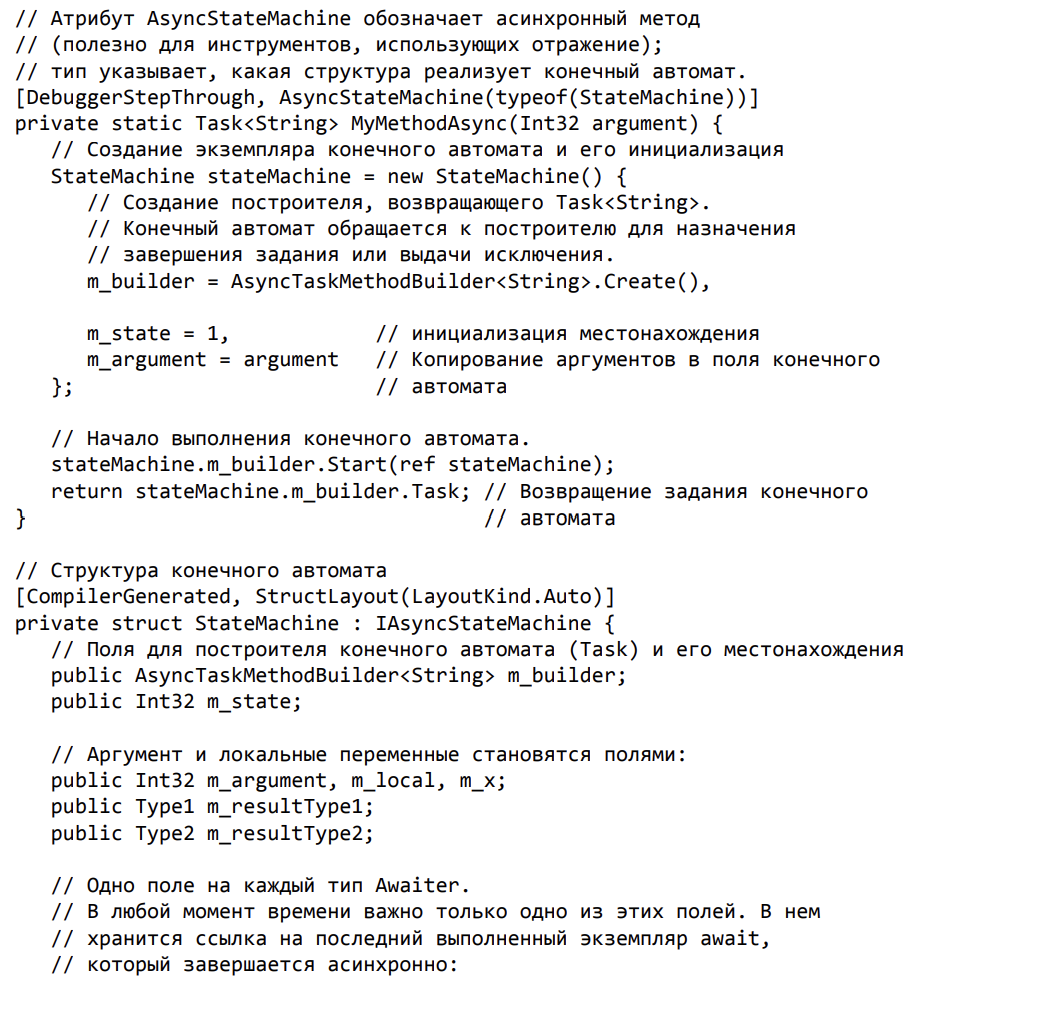 // Атрибут AsyncStateMachine обозначает асинхронный метод
// (полезно для инструментов, использующих отражение);
// тип указывает, какая структура реализует конечный автомат.
[DebuggerStepThrough, AsyncStateMachine(typeof(StateMachine))]
private static Task<String> MyMethodAsync(Int32 argument) {
   // Создание экземпляра конечного автомата и его инициализация
   StateMachine stateMachine = new StateMachine() {
      // Создание построителя, возвращающего Task<String>.
      // Конечный автомат обращается к построителю для назначения
      // завершения задания или выдачи исключения.
      m_builder = AsyncTaskMethodBuilder<String>.Create(),

      m_state = 1,            // инициализация местонахождения
      m_argument = argument   // Копирование аргументов в поля конечного
   };                         // автомата

   // Начало выполнения конечного автомата.
   stateMachine.m_builder.Start(ref stateMachine);
   return stateMachine.m_builder.Task; // Возвращение задания конечного
}                                      // автомата

// Структура конечного автомата
[CompilerGenerated, StructLayout(LayoutKind.Auto)]
private struct StateMachine : IAsyncStateMachine {
   // Поля для построителя конечного автомата (Task) и его местонахождения
   public AsyncTaskMethodBuilder<String> m_builder;
   public Int32 m_state;

   // Аргумент и локальные переменные становятся полями:
   public Int32 m_argument, m_local, m_x;
   public Type1 m_resultType1;
   public Type2 m_resultType2;

   // Одно поле на каждый тип Awaiter.
   // В любой момент времени важно только одно из этих полей. В нем
   // хранится ссылка на последний выполненный экземпляр await,
   // который завершается асинхронно: